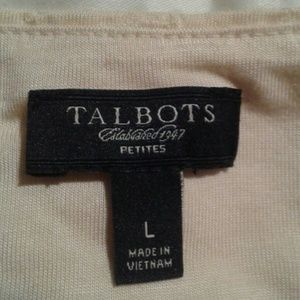 TALBOTS
Established 1947
PETITES
L
MADE IN
VIETNAM